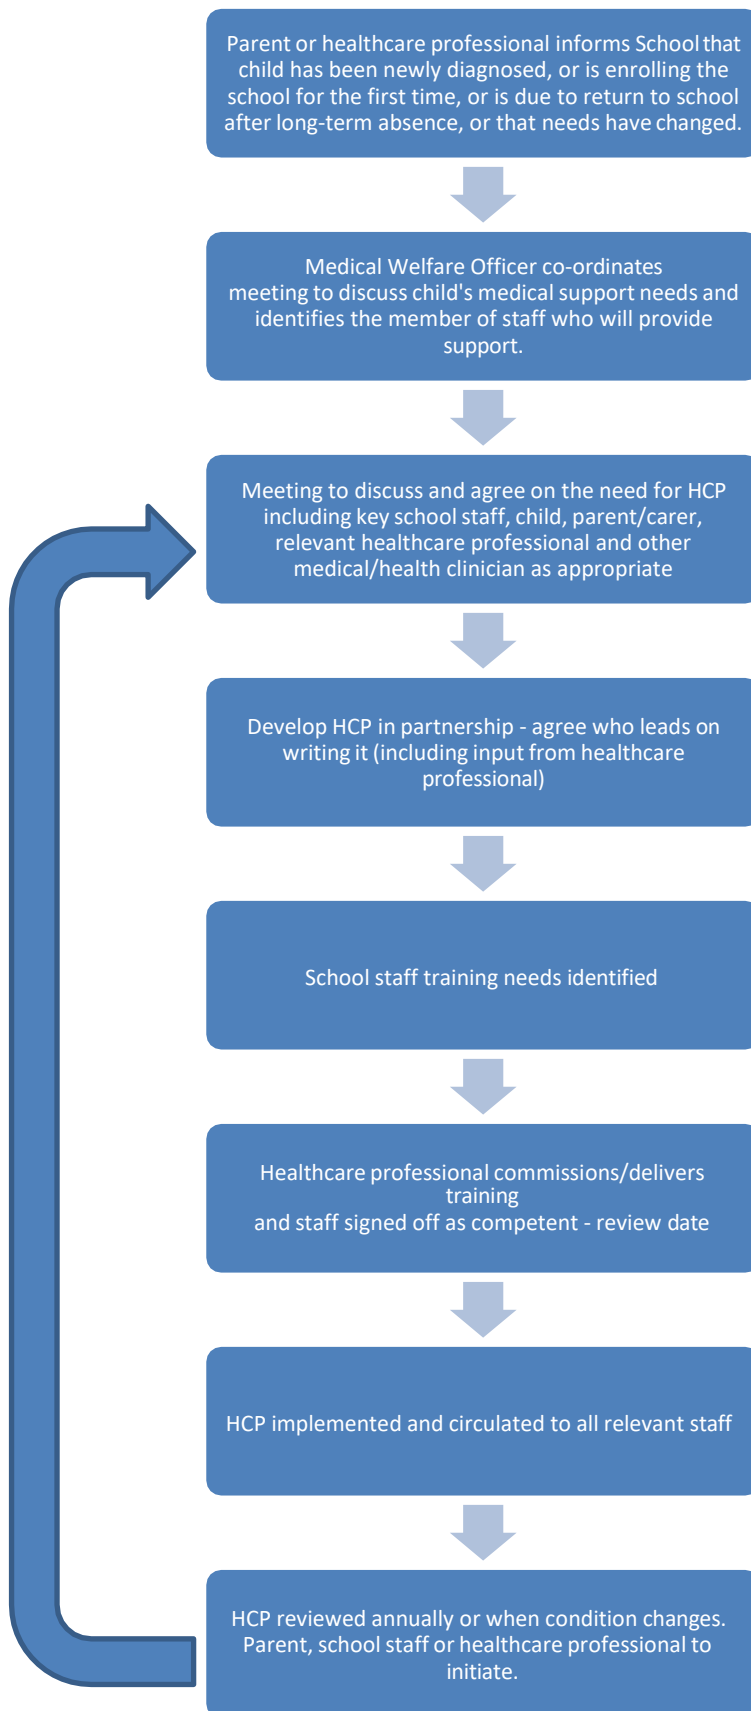 Parent or healthcare professional informs School that
child has been newly diagnosed, or is enrolling the
school for the first time, or is due to return to school
after long-term absence, or that needs have changed.
Medical Welfare Officer co-ordinates
meeting to discuss child's medical support needs and
identifies the member of staff who will provide
support.
Meeting to discuss and agree on the need for HCP
including key school staff, child, parent/carer,
relevant healthcare professional and other
medical/health clinician as appropriate
Develop HCP in partnership - agree who leads on
writing it (including input from healthcare
professional)
School staff training needs identified
Healthcare professional commissions/delivers
training
and staff signed off as competent - review date
HCP implemented and circulated to all relevant staff
HCP reviewed annually or when condition changes.
Parent, school staff or healthcare professional to
initiate.